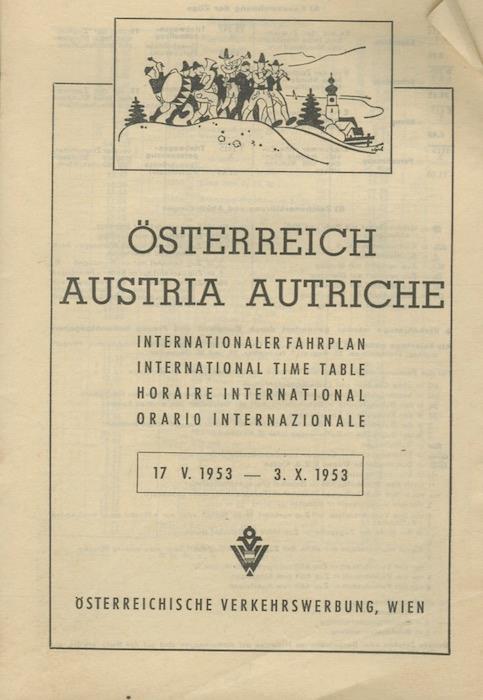 ÖSTERREICH
AUSTRIA AUTRICHE
INTERNATIONALER FAHRPLAN
INTERNATIONAL TIME TABLE
HORAIRE INTERNATIONAL
ORARIO INTERNAZIONALE
17 V. 1953 — 3. X. 1953
ÖSTERREICHISCHE VERKEHRSWERBUNG, WIEN